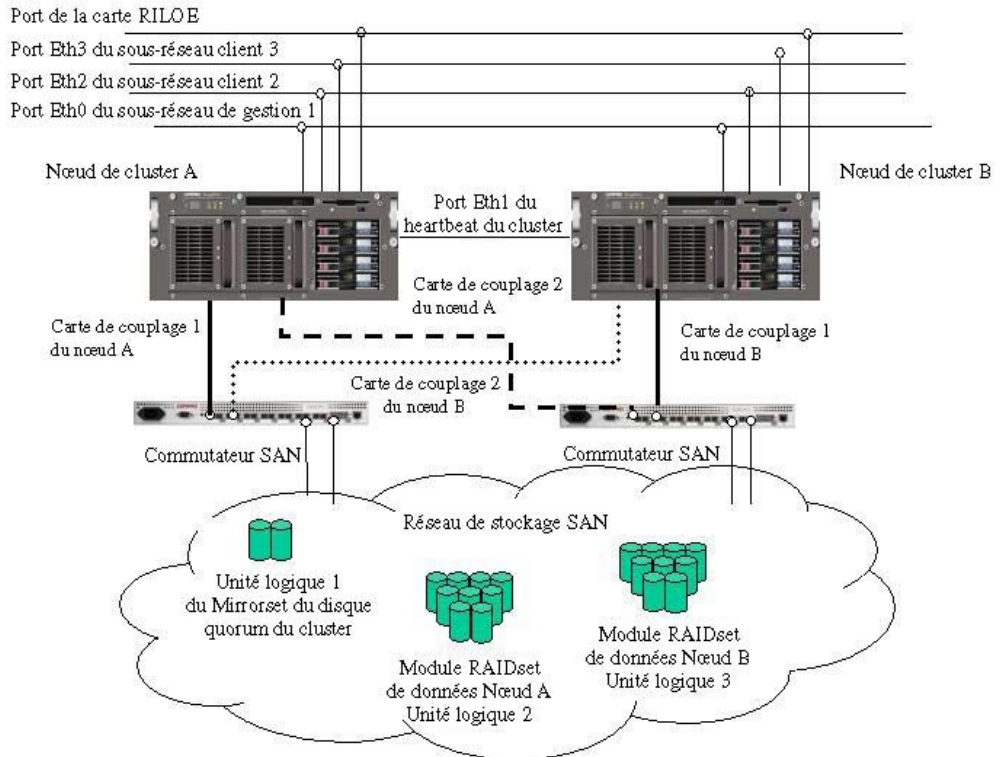 Port de la carte RILOE
Port Eth3 du sous-réseau client 3
Port Eth2 du sous-réseau client 2
Port Eth0 du sous-réseau de gestion 1
Nœud de cluster A
Nœud de cluster B
Port Eth1 du
heartbeat du cluster
Carte de couplage 2
du nœud A
Carte de couplage 1
du nœud A
Carte de couplage 1
du nœud B
Carte de couplage 2
du nœud B
Commutateur SAN
Commutateur SAN
Réseau de stockage SAN
Unité logique 1
du Mirrorset du disque
quorum du cluster
Module RAIDset
de données Nœud A
Unité logique 2
Module RAIDset
de données Nœud B
Unité logique 3